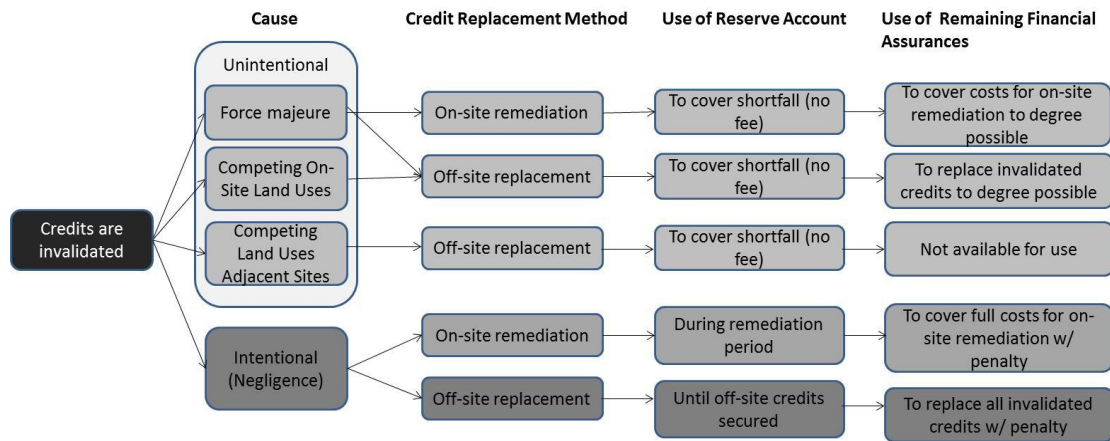 Cause
Credit Replacement Method
Use of Reserve Account
Use of Remaining Financial
Assurances
Unintentional
Force majeure
On-site remediation
To cover shortfall (no
fee)
To cover costs for on-site
remediation to degree
possible
Competing On-
Site Land Uses
Off-site replacement
To cover shortfall (no
fee)
To replace invalidated
credits to degree possible
Credits are
invalidated
Competing
Land Uses
Adjacent Sites
Off-site replacement
To cover shortfall (no
fee)
Not available for use
Intentional
(Negligence)
On-site remediation
During remediation
period
To cover full costs for on-
site remediation w/
penalty
Off-site replacement
Until off-site credits
secured
To replace all invalidated
credits w/ penalty